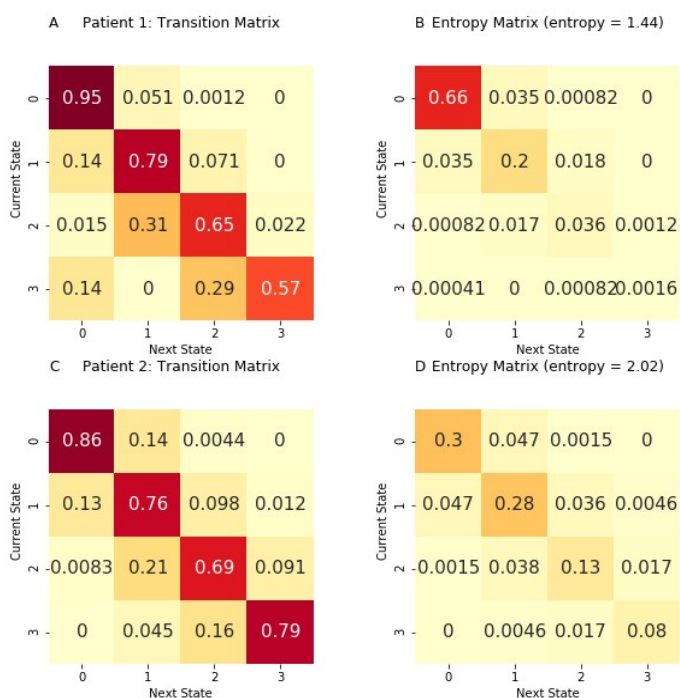 A Patient 1: Transition Matrix
Current State
0 0.95 0.051 0.0012 0
1 0.14 0.79 0.071 0
2 0.015 0.31 0.65 0.022
3 0.14 0 0.29 0.57
0 1 2 3
Next State
B Entropy Matrix (entropy = 1.44)
Current State
0 0.66 0.035 0.00082 0
1 0.035 0.2 0.018 0
2 0.00082 0.017 0.036 0.0012
3 0.00041 0 0.00082 0.0016
0 1 2 3
Next State
C Patient 2: Transition Matrix
Current State
0 0.86 0.14 0.0044 0
1 0.13 0.76 0.098 0.012
2 0.0083 0.21 0.69 0.091
3 0 0.045 0.16 0.79
0 1 2 3
Next State
D Entropy Matrix (entropy = 2.02)
Current State
0 0.3 0.047 0.0015 0
1 0.047 0.28 0.036 0.0046
2 0.0015 0.038 0.13 0.017
3 0 0.0046 0.017 0.08
0 1 2 3
Next State